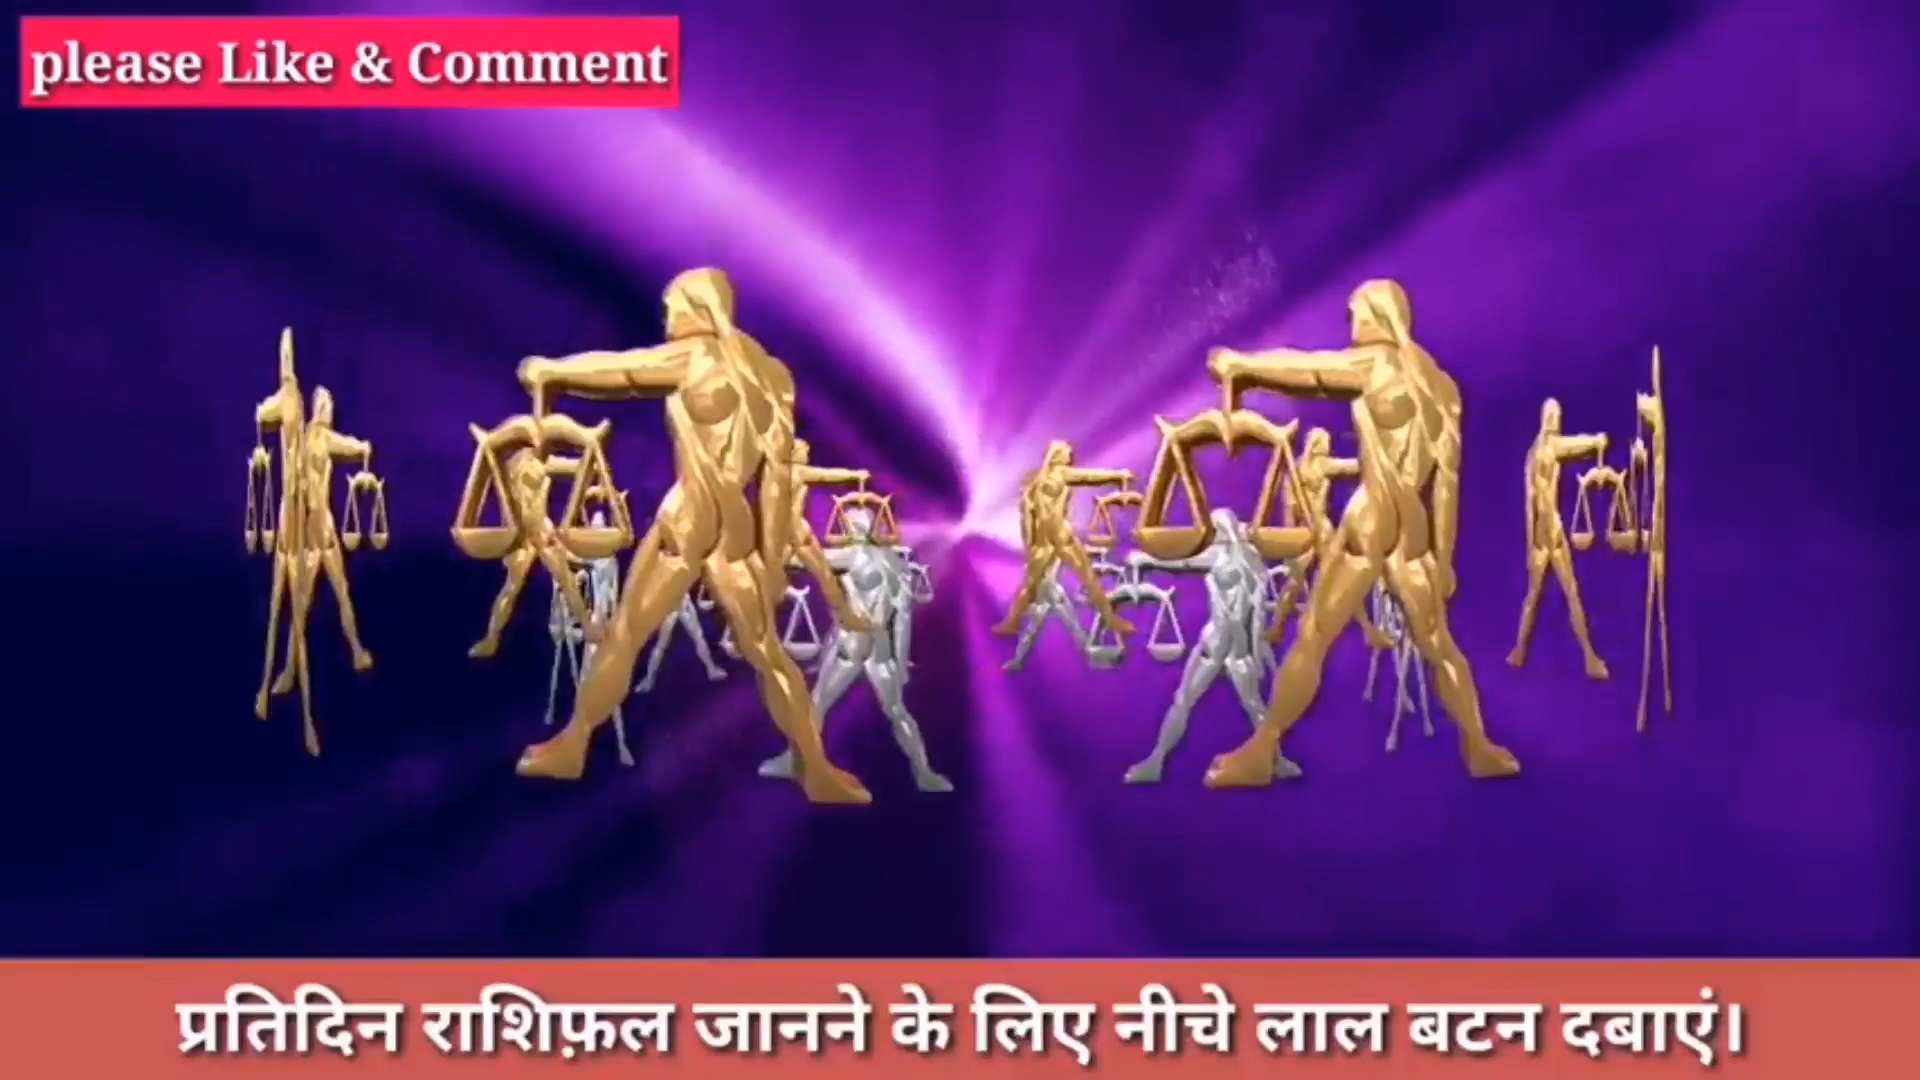 please Like & Comment
प्रतिदिन राशिफ़ल जानने के लिए नीचे लाल बटन दबाएं।